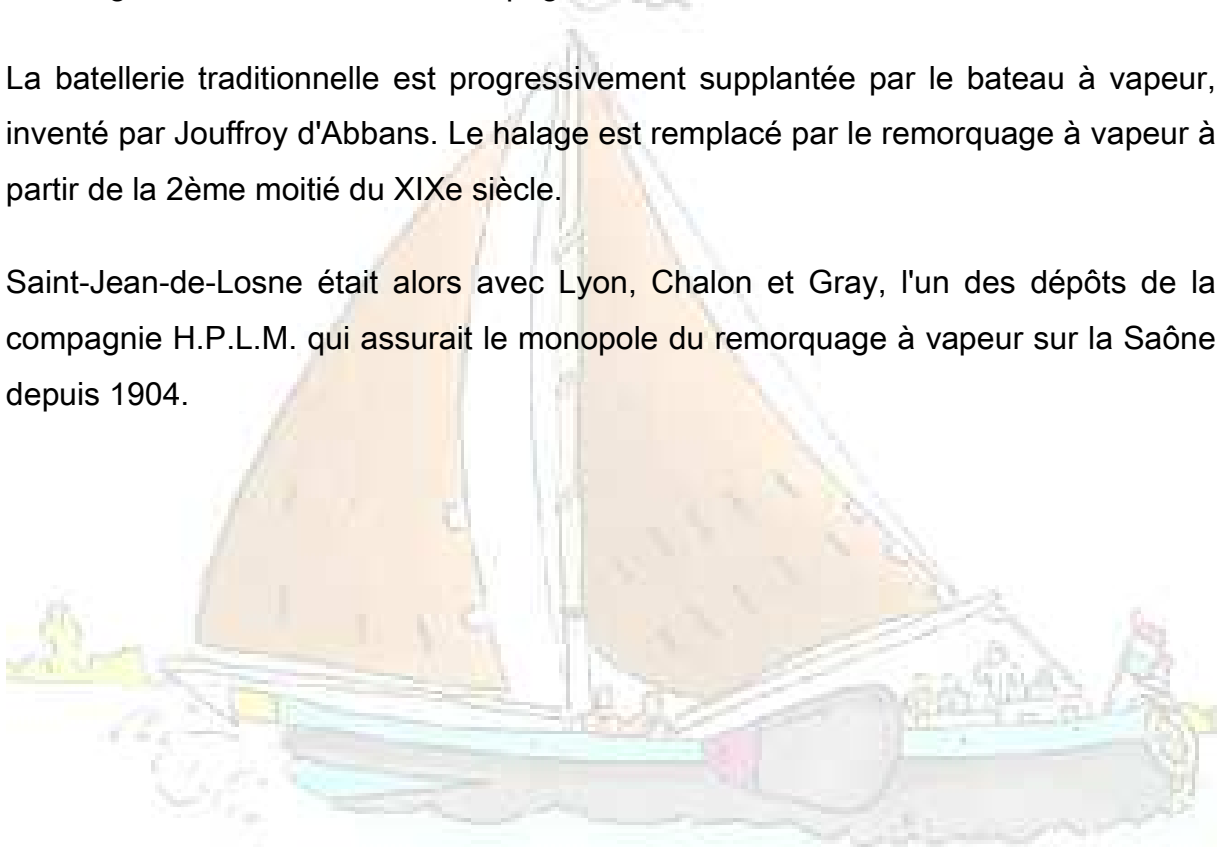 La batellerie traditionnelle est progressivement supplantée par le bateau à vapeur,
inventé par Jouffroy d'Abbans. Le halage est remplacé par le remorquage à vapeur à
partir de la 2ème moitié du XIXe siècle.
Saint-Jean-de-Losne était alors avec Lyon, Chalon et Gray, l'un des dépôts de la
compagnie H.P.L.M. qui assurait le monopole du remorquage à vapeur sur la Saône
depuis 1904.